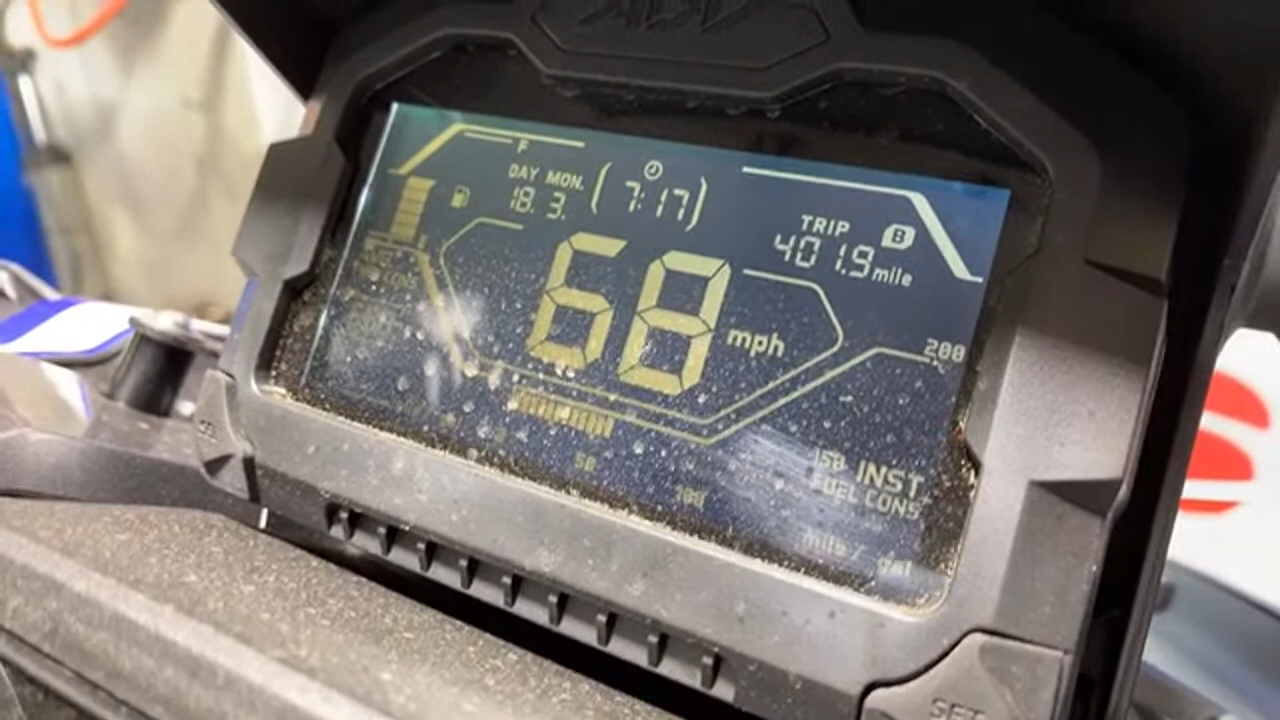 F
DAY MON.
18. 3.
(7:17)
TRIP B
401.9 mile
68 mph
200
50
100
150
INST
FUEL CONS
mile/gal
SET